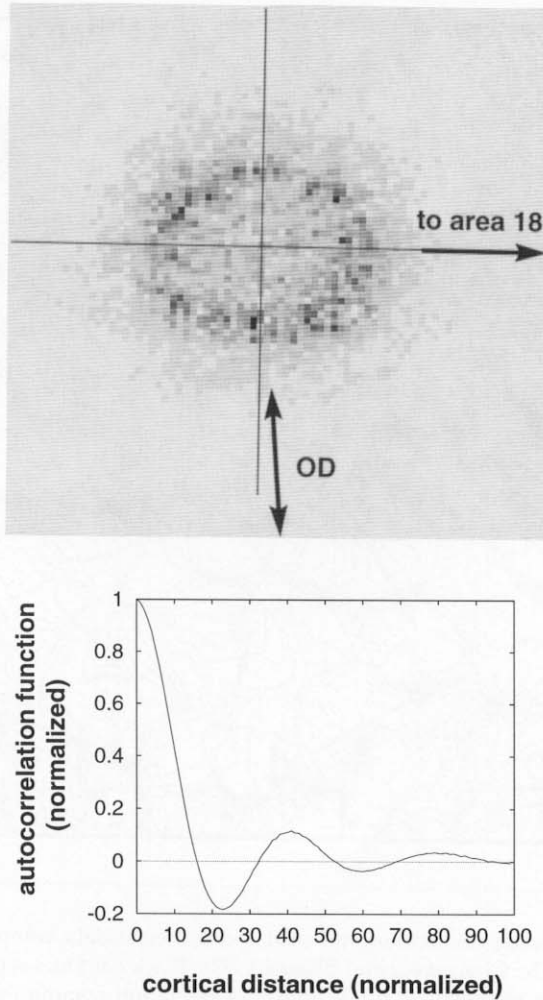 to area 18
OD
autocorrelation function
(normalized)
1
0.8
0.6
0.4
0.2
0
-0.2
0 10 20 30 40 50 60 70 80 90 100
cortical distance (normalized)